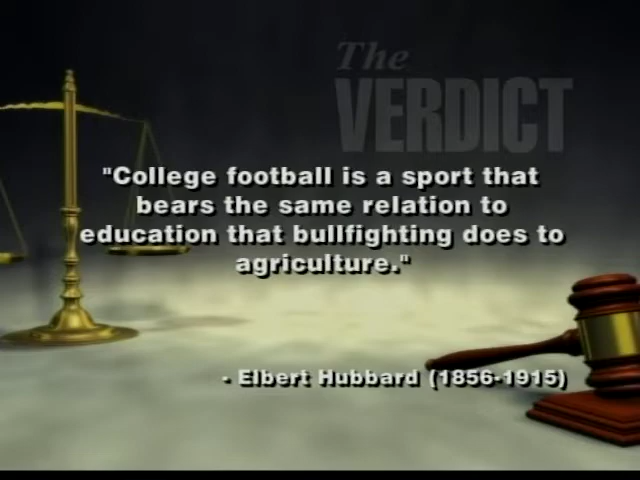 The
VERDICT
"College football is a sport that
bears the same relation to
education that bullfighting does to
agriculture."
- Elbert Hubbard (1856-1915)